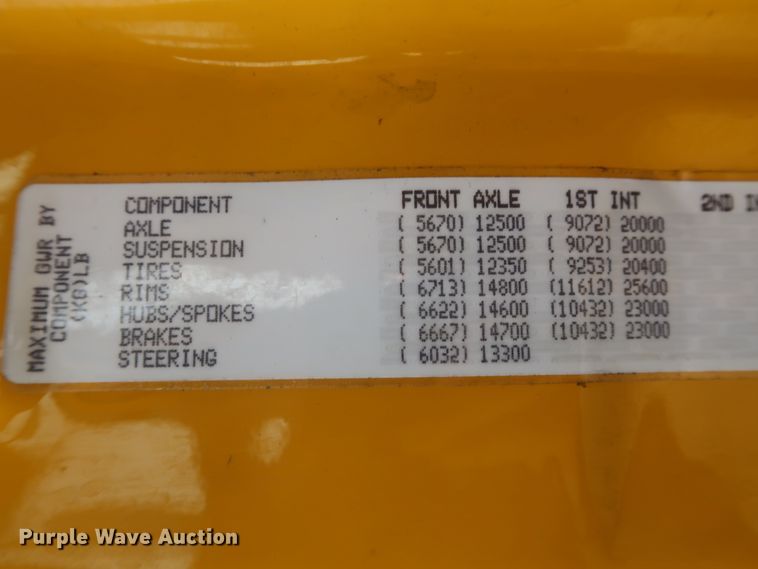 MAXIMUM GWR BY
COMPONENT
(KG)LB
COMPONENT FRONT AXLE 1ST INT 2ND
AXLE ( 5670) 12500 ( 9072) 20000
SUSPENSION ( 5670) 12500 ( 9072) 20000
TIRES ( 5601) 12350 ( 9253) 20400
RIMS ( 6713) 14800 (11612) 25600
HUBS/SPOKES ( 6622) 14600 (10432) 23000
BRAKES ( 6667) 14700 (10432) 23000
STEERING ( 6032) 13300
Purple Wave Auction